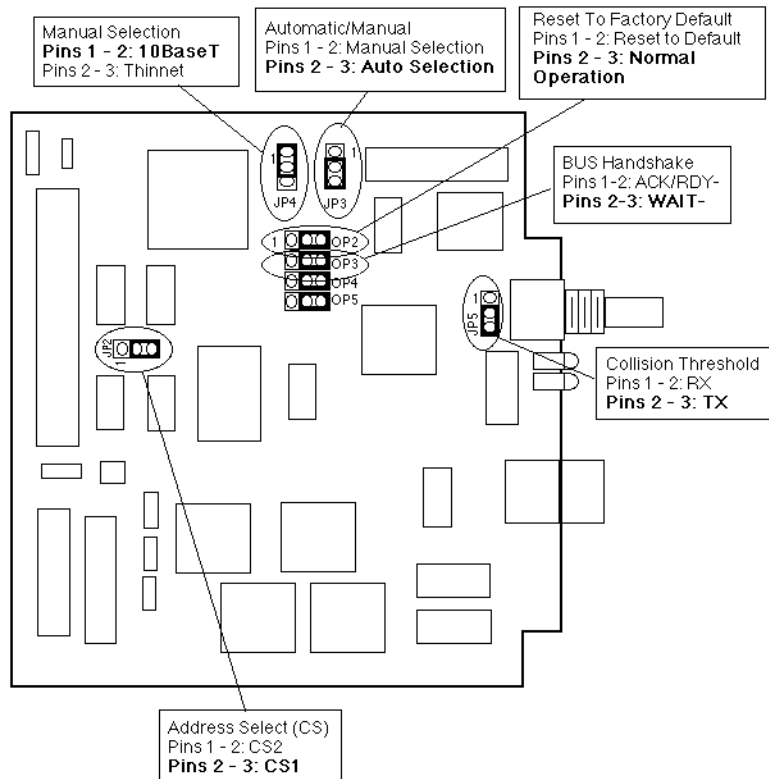 Manual Selection
Pins 1 - 2: 10BaseT
Pins 2 - 3: Thinnet
Automatic/Manual
Pins 1 - 2: Manual Selection
Pins 2 - 3: Auto Selection
Reset To Factory Default
Pins 1 - 2: Reset to Default
Pins 2 - 3: Normal
Operation
BUS Handshake
Pins 1-2: ACK/RDY-
Pins 2-3: WAIT-
1
JP4
1
JP3
1
OP2
OP3
OP4
OP5
1
JP5
JP2
1
Collision Threshold
Pins 1 - 2: RX
Pins 2 - 3: TX
Address Select (CS)
Pins 1 - 2: CS2
Pins 2 - 3: CS1